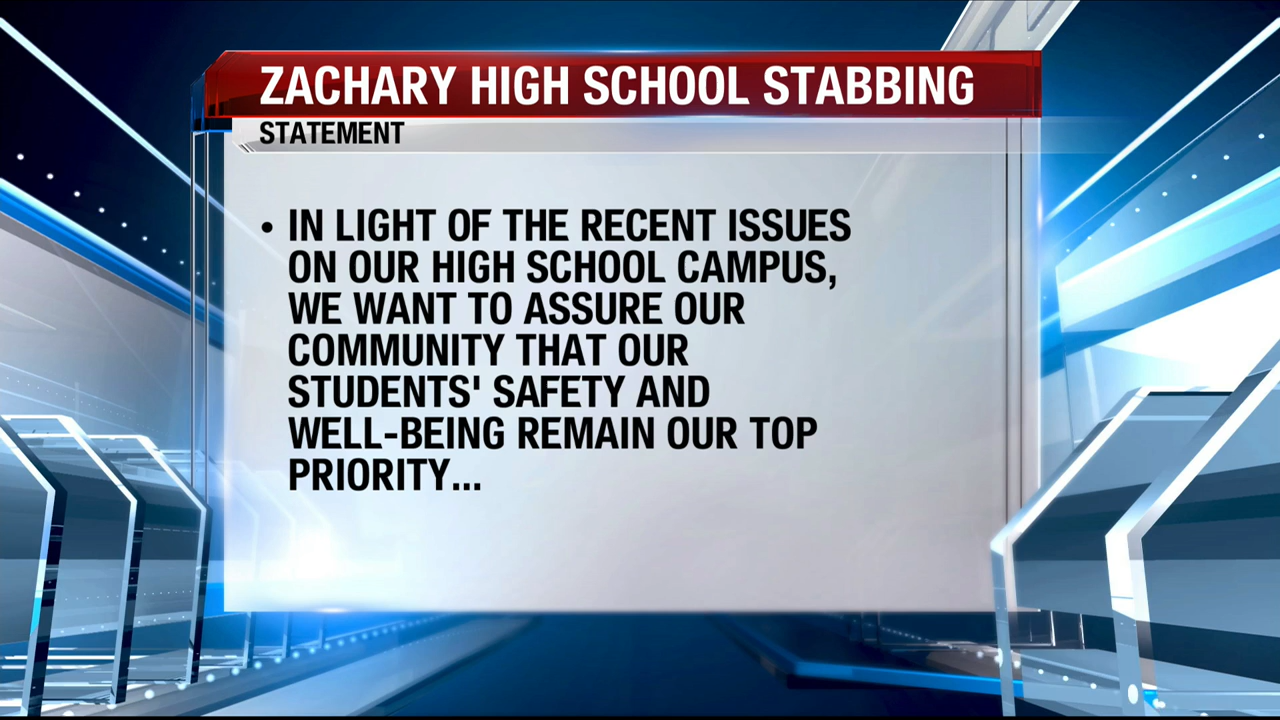 ZACHARY HIGH SCHOOL STABBING
STATEMENT
• IN LIGHT OF THE RECENT ISSUES
ON OUR HIGH SCHOOL CAMPUS,
WE WANT TO ASSURE OUR
COMMUNITY THAT OUR
STUDENTS' SAFETY AND
WELL-BEING REMAIN OUR TOP
PRIORITY...